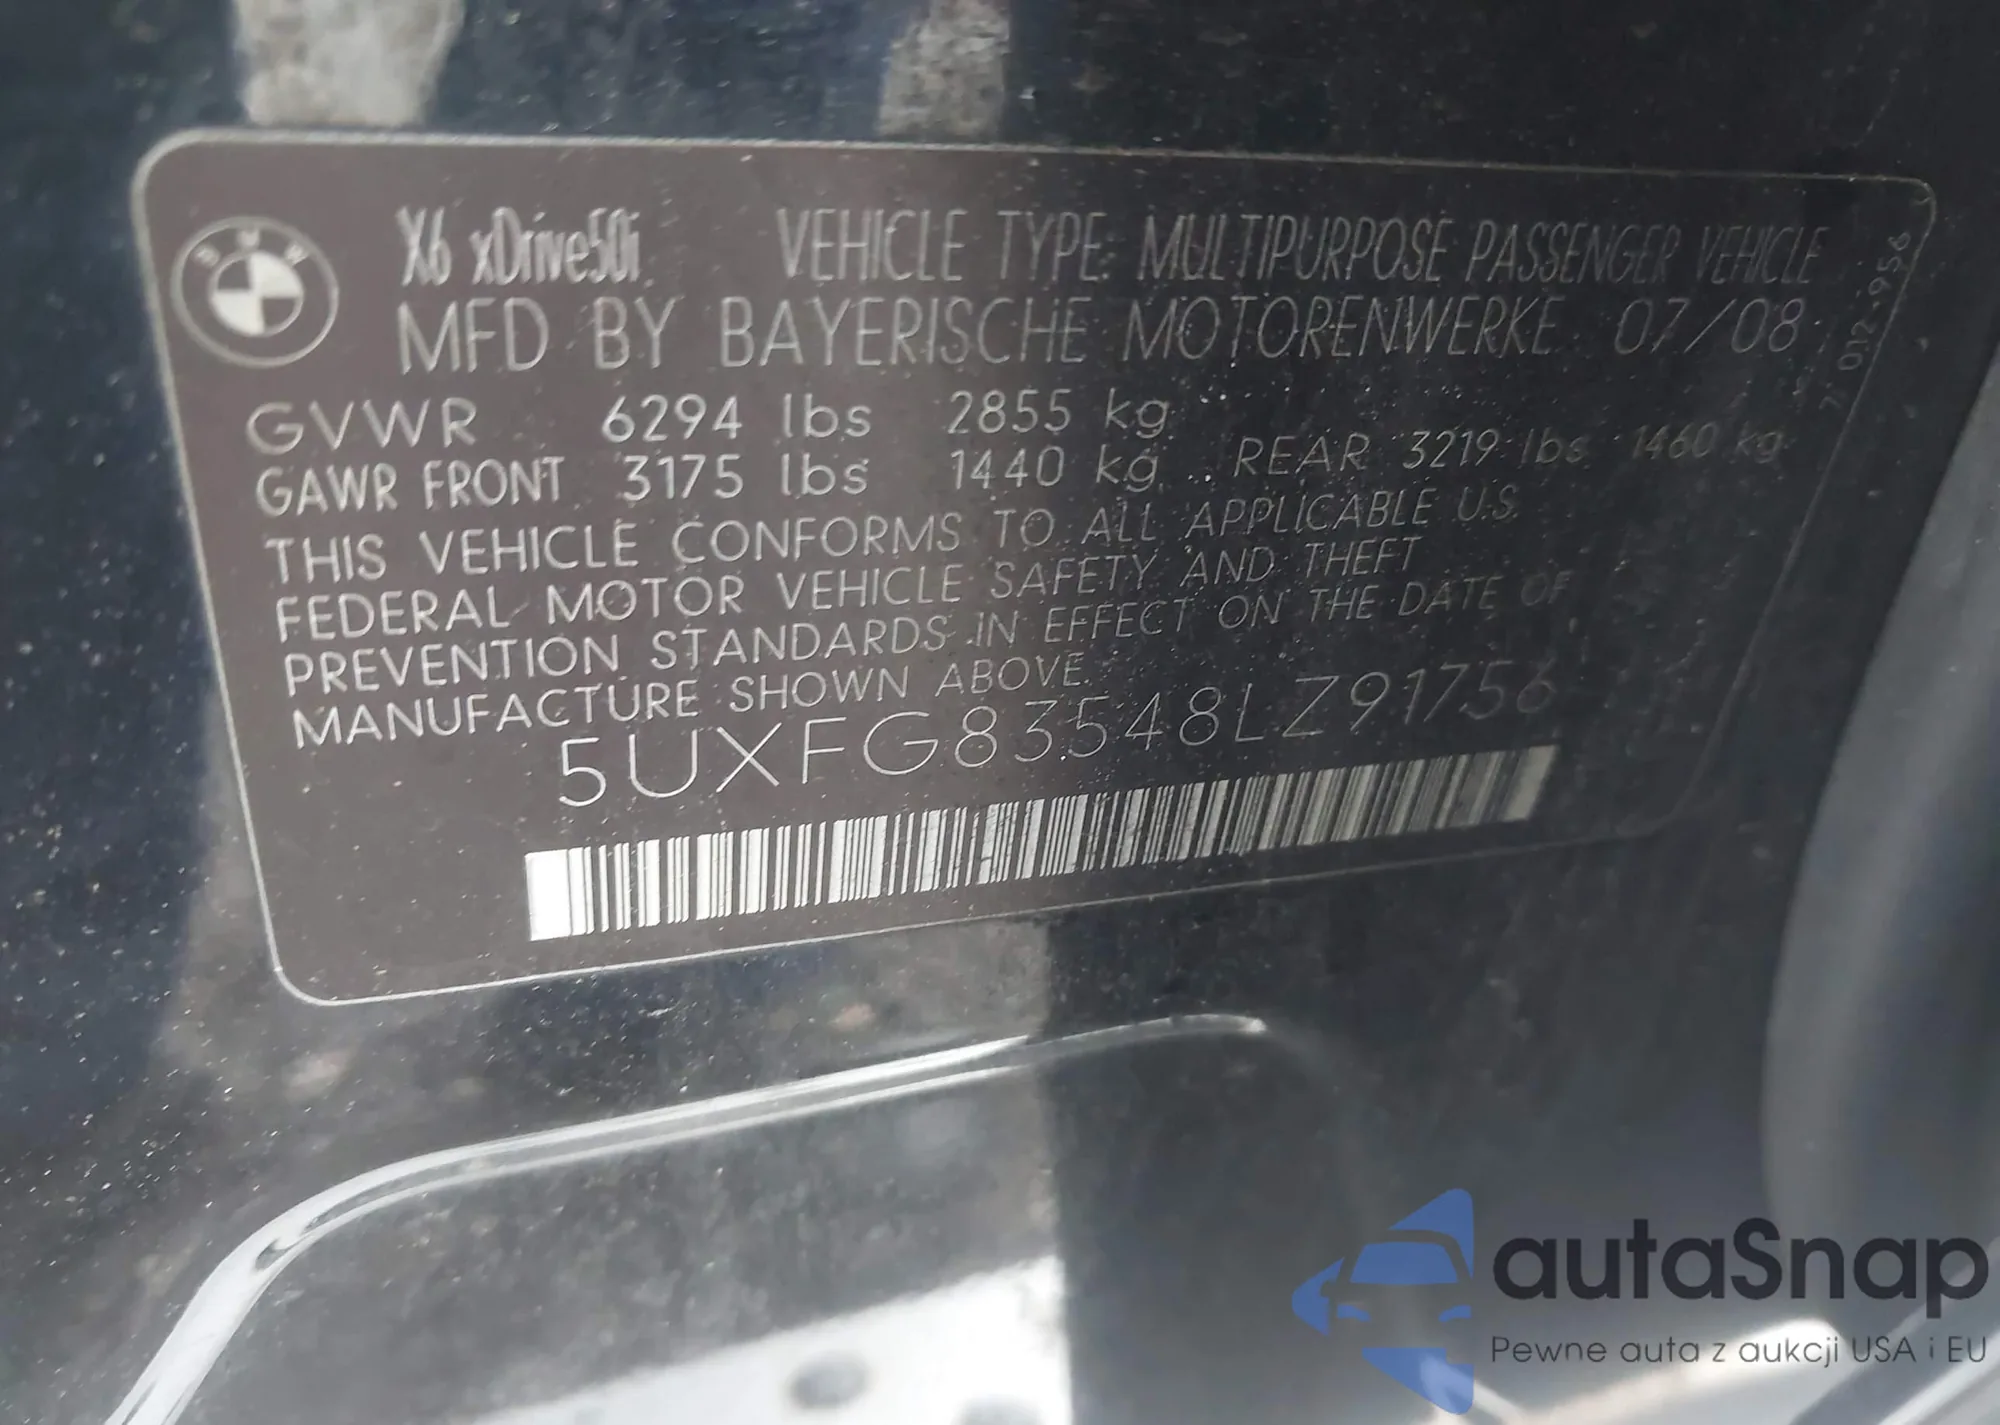 BMW
X6 xDrive50i VEHICLE TYPE: MULTIPURPOSE PASSENGER VEHICLE
MFD BY BAYERISCHE MOTORENWERKE 07/08
GVWR 6294 lbs 2855 kg
GAWR FRONT 3175 lbs 1440 kg REAR 3219 lbs 1460 kg
THIS VEHICLE CONFORMS TO ALL APPLICABLE U.S.
FEDERAL MOTOR VEHICLE SAFETY AND THEFT
PREVENTION STANDARDS IN EFFECT ON THE DATE OF
MANUFACTURE SHOWN ABOVE.
5UXFG83548LZ91756
7 012-956
autaSnap
Pewne auta z aukcji USA i EU